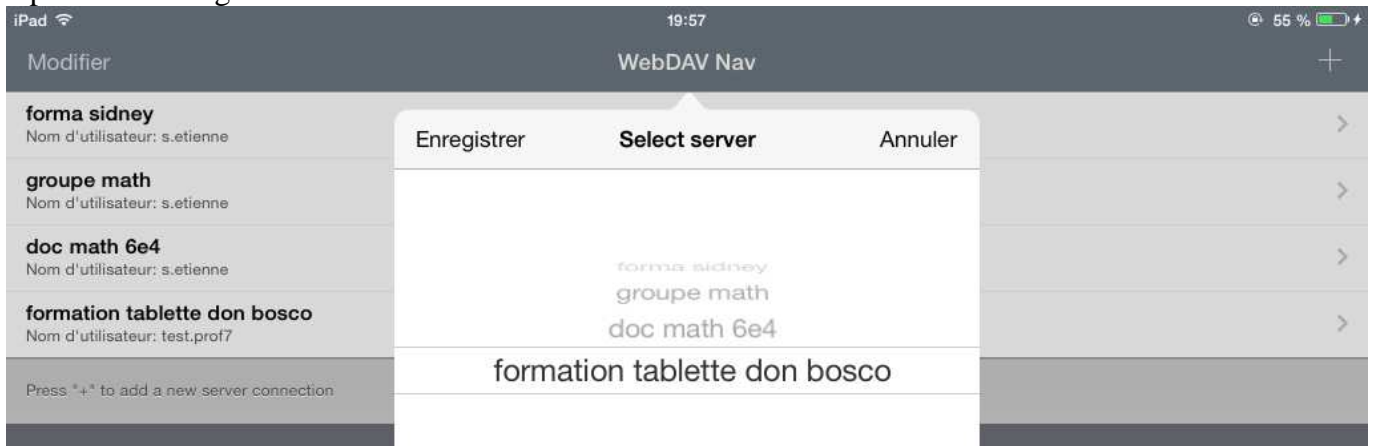 iPad 19:57 55 %
Modifier WebDAV Nav +
forma sidney
Nom d'utilisateur: s.etienne
groupe math
Nom d'utilisateur: s.etienne
doc math 6e4
Nom d'utilisateur: s.etienne
formation tablette don bosco
Nom d'utilisateur: test.prof7
Press "+" to add a new server connection
Enregistrer Select server Annuler
forma sidney
groupe math
doc math 6e4
formation tablette don bosco